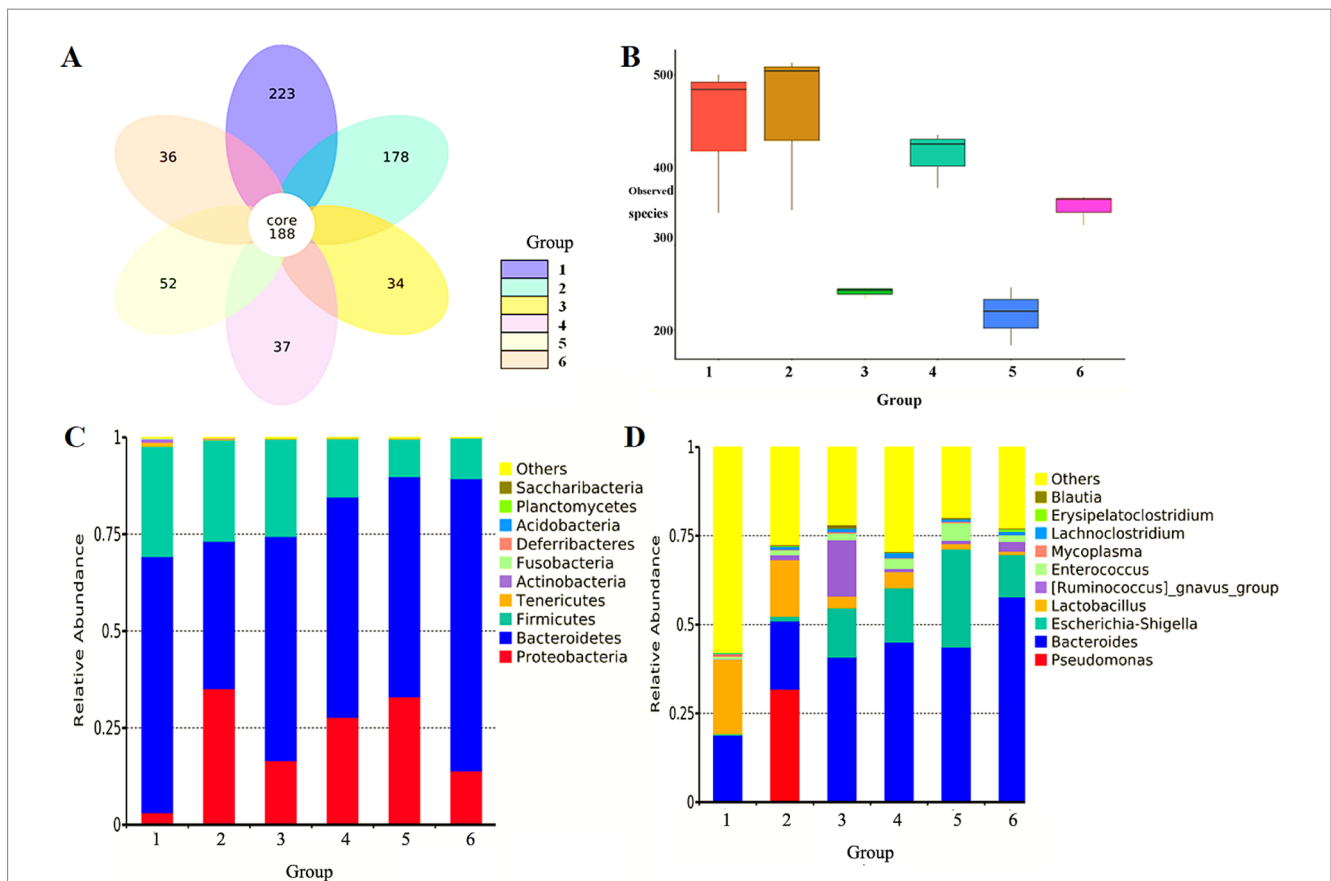 A
223
36
178
core
188
52
34
37
Group
1
2
3
4
5
6
B
500
400
Observed
species
300
200
1 2 3 4 5 6
Group
C
1
0.75
0.5
0.25
0
Relative Abundance
1 2 3 4 5 6
Group
Others
Saccharibacteria
Planctomycetes
Acidobacteria
Deferribacteres
Fusobacteria
Actinobacteria
Tenericutes
Firmicutes
Bacteroidetes
Proteobacteria
D
1
0.75
0.5
0.25
0
Relative Abundance
1 2 3 4 5 6
Group
Others
Blautia
Erysipelatoclostridium
Lachnoclostridium
Mycoplasma
Enterococcus
[Ruminococcus]_gnavus_group
Lactobacillus
Escherichia-Shigella
Bacteroides
Pseudomonas